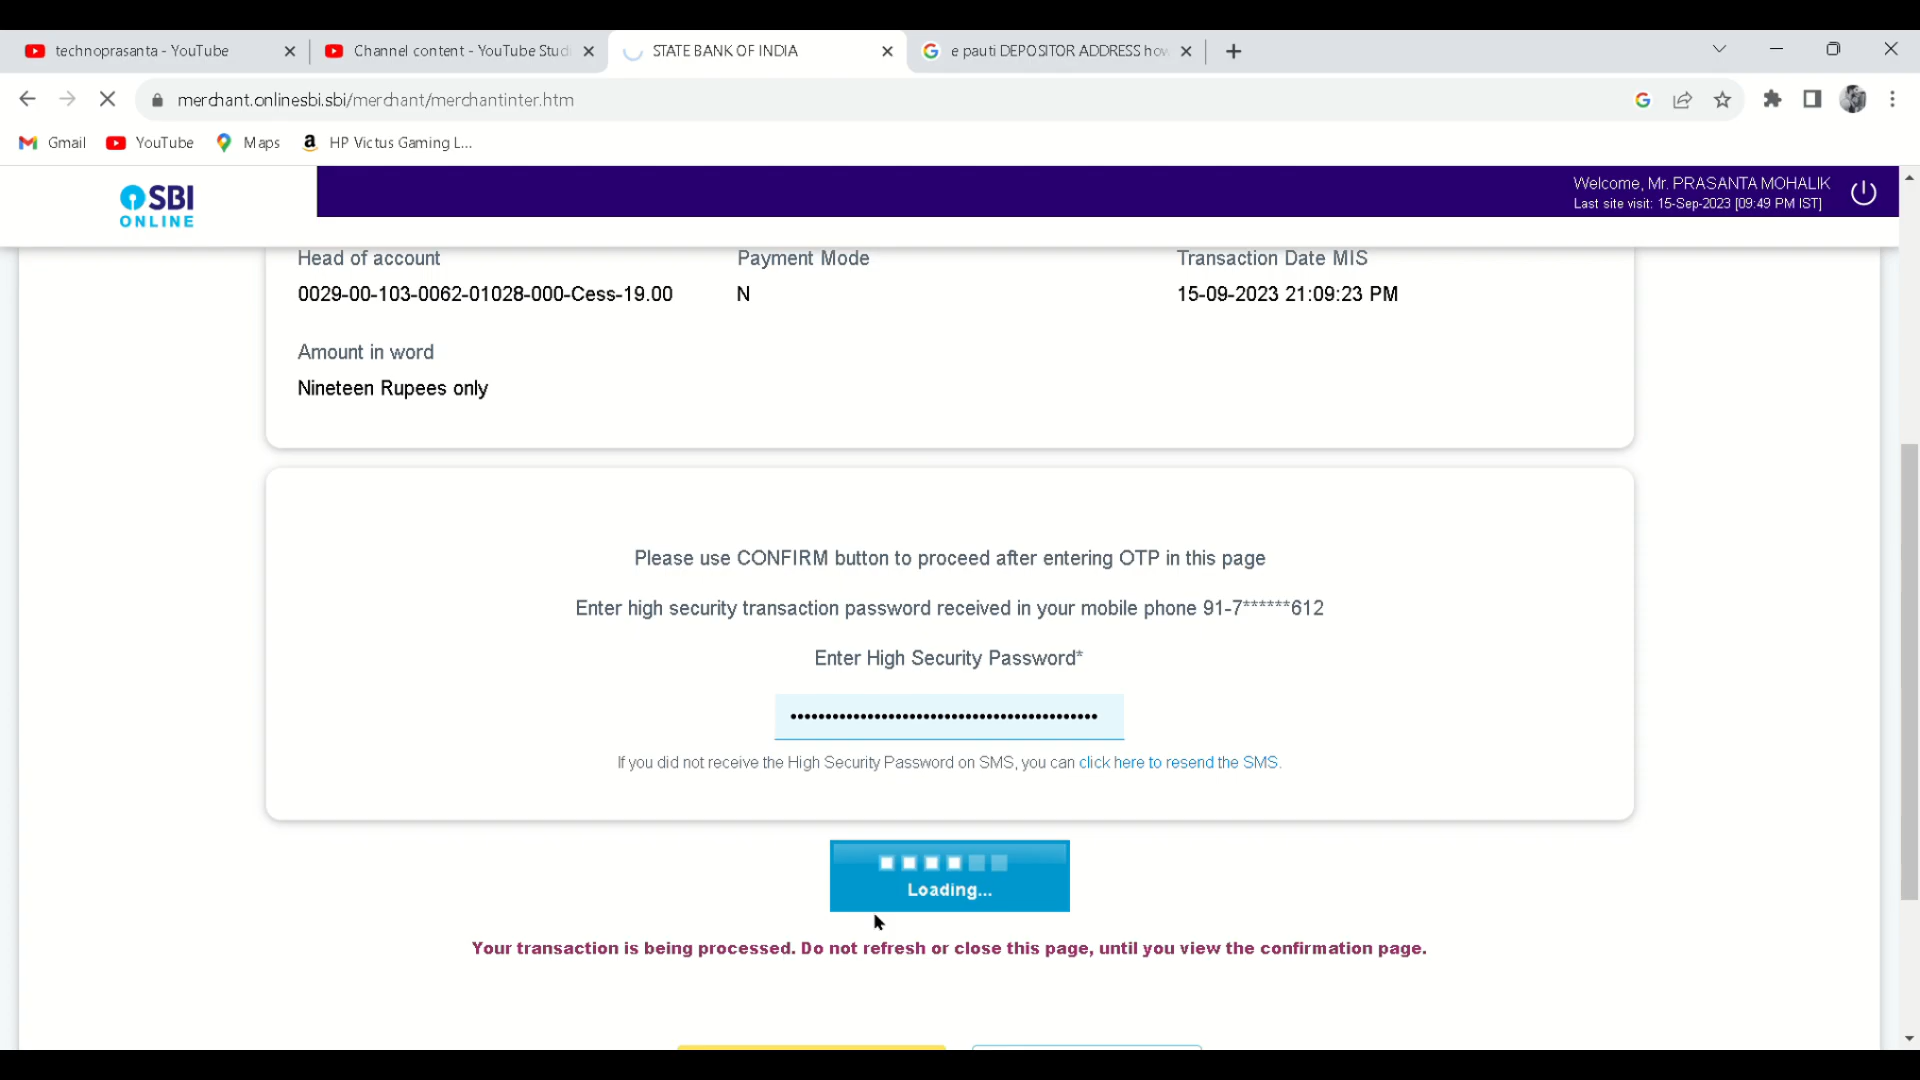 technoprasanta - YouTube
Channel content - YouTube Studi
STATE BANK OF INDIA
e pauti DEPOSITOR ADDRESS how
merchant.onlinesbi.sbi/merchant/merchantinter.htm
Gmail
YouTube
Maps
HP Victus Gaming L...
SBI
ONLINE
Welcome, Mr. PRASANTA MOHALIK
Last site visit: 15-Sep-2023 [09:49 PM IST]
Head of account
Payment Mode
Transaction Date MIS
0029-00-103-0062-01028-000-Cess-19.00
N
15-09-2023 21:09:23 PM
Amount in word
Nineteen Rupees only
Please use CONFIRM button to proceed after entering OTP in this page
Enter high security transaction password received in your mobile phone 91-7******612
Enter High Security Password*
If you did not receive the High Security Password on SMS, you can click here to resend the SMS.
Loading...
Your transaction is being processed. Do not refresh or close this page, until you view the confirmation page.